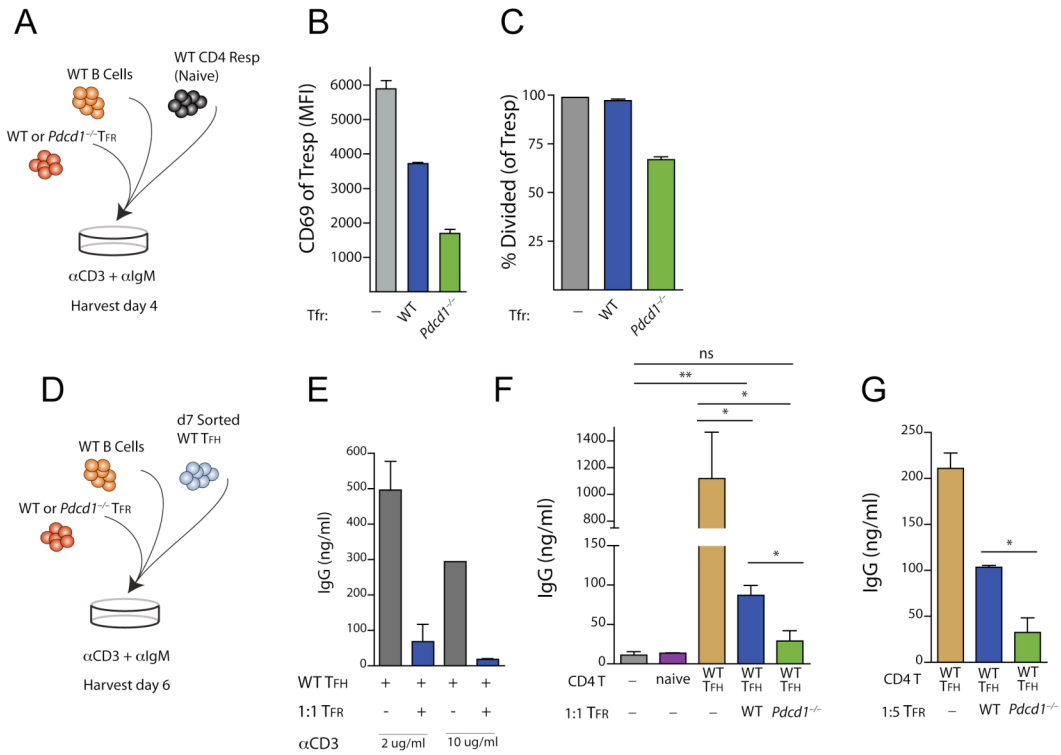 A
WT B Cells
WT CD4 Resp
(Naive)
WT or Pdcd1–/–TFR
αCD3 + αIgM
Harvest day 4
B
CD69 of Tresp (MFI)
6000
5000
4000
3000
2000
1000
Tfr:
–
WT
Pdcd1–/–
C
% Divided (of Tresp)
100
75
50
25
Tfr:
–
WT
Pdcd1–/–
D
WT B Cells
d7 Sorted
WT TFH
WT or Pdcd1–/–TFR
αCD3 + αIgM
Harvest day 6
E
IgG (ng/ml)
600
500
400
300
200
100
0
WT TFH + + + +
1:1 TFR - + - +
αCD3 2 ug/ml 10 ug/ml
F
ns
**
*
*
*
IgG (ng/ml)
1400
1200
1000
800
150
100
50
0
CD4 T – naive WT TFH WT TFH WT TFH
1:1 TFR – – – WT Pdcd1–/–
G
*
IgG (ng/ml)
250
200
150
100
50
0
CD4 T WT TFH WT TFH WT TFH
1:5 TFR – WT Pdcd1–/–